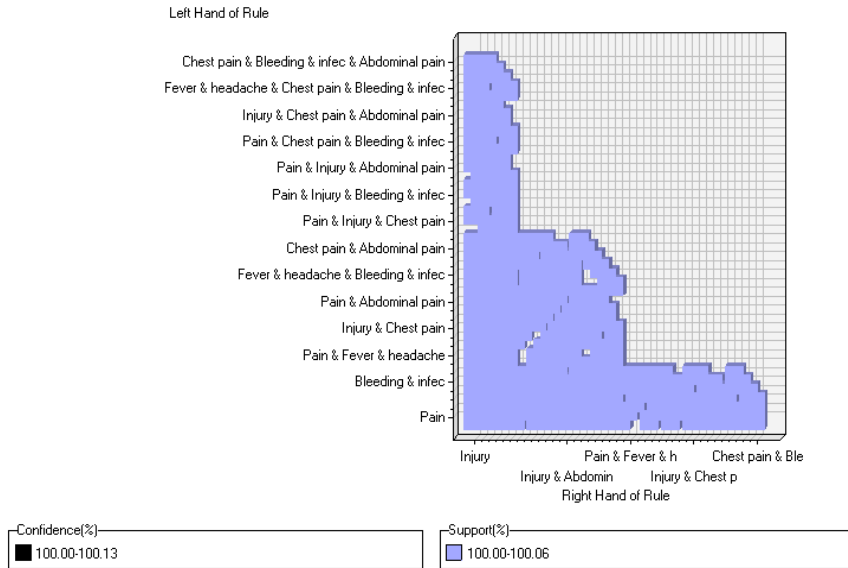 Left Hand of Rule
Chest pain & Bleeding & infec & Abdominal pain
Fever & headache & Chest pain & Bleeding & infec
Injury & Chest pain & Abdominal pain
Pain & Chest pain & Bleeding & infec
Pain & Injury & Abdominal pain
Pain & Injury & Bleeding & infec
Pain & Injury & Chest pain
Chest pain & Abdominal pain
Fever & headache & Bleeding & infec
Pain & Abdominal pain
Injury & Chest pain
Pain & Fever & headache
Bleeding & infec
Pain
Injury Pain & Fever & h Chest pain & Ble
Injury & Abdomin Injury & Chest p
Right Hand of Rule
Confidence(%) Support(%)
100.00-100.13 100.00-100.06